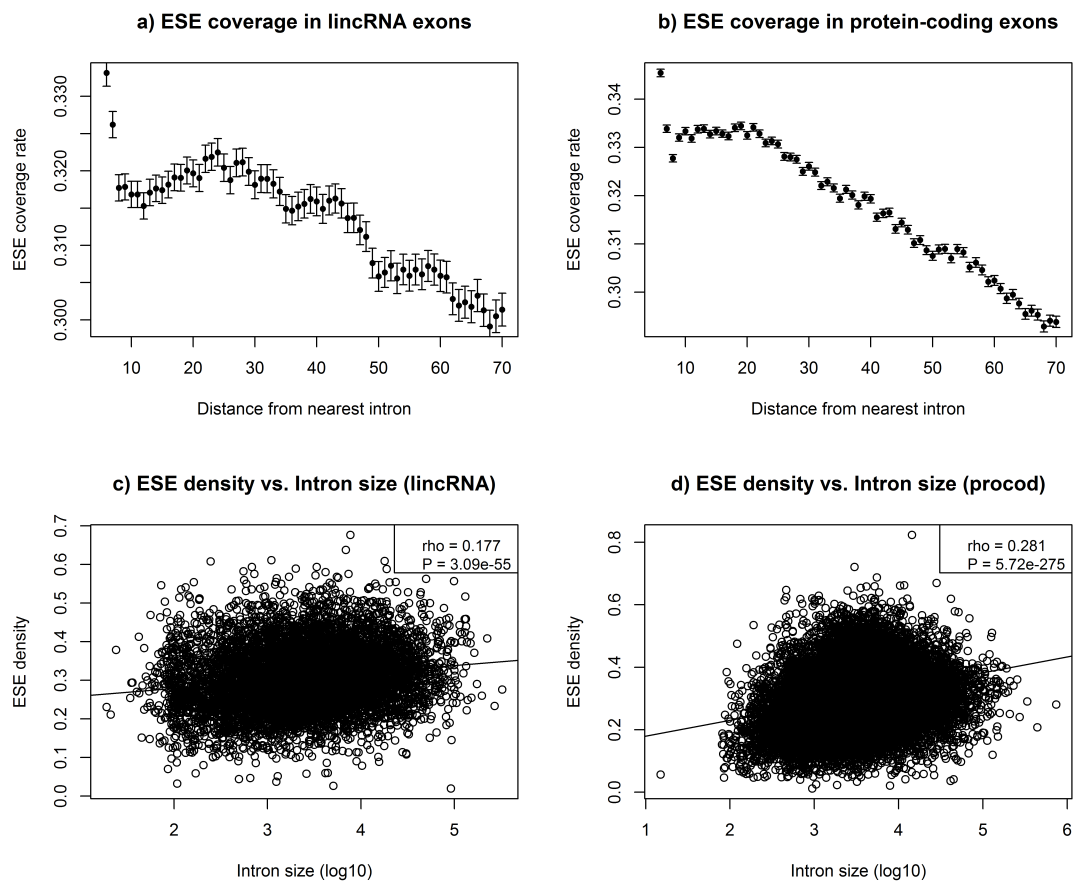 a) ESE coverage in lincRNA exons
ESE coverage rate
0.330
0.320
0.310
0.300
10 20 30 40 50 60 70
Distance from nearest intron
b) ESE coverage in protein-coding exons
ESE coverage rate
0.34
0.33
0.32
0.31
0.30
10 20 30 40 50 60 70
Distance from nearest intron
c) ESE density vs. Intron size (lincRNA)
rho = 0.177
P = 3.09e-55
ESE density
0.7
0.6
0.5
0.4
0.3
0.2
0.1
0.0
2 3 4 5
Intron size (log10)
d) ESE density vs. Intron size (procod)
rho = 0.281
P = 5.72e-275
ESE density
0.8
0.6
0.4
0.2
0.0
1 2 3 4 5 6
Intron size (log10)